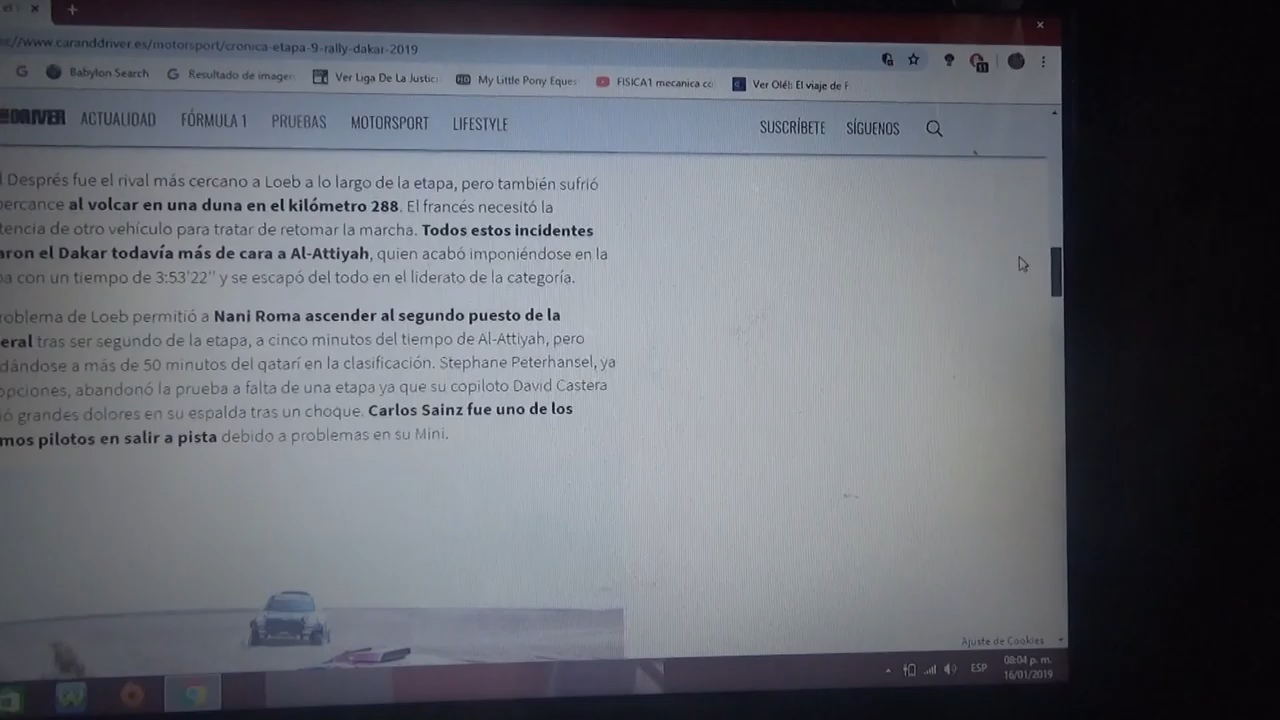 ://www.caranddriver.es/motorsport/cronica-etapa-9-rally-dakar-2019
Babylon Search Resultado de imagen Ver Liga De La Justic My Little Pony Eques FISICA1 mecanica co Ver Olé!: El viaje de F
DRIVER ACTUALIDAD FÓRMULA 1 PRUEBAS MOTORSPORT LIFESTYLE SUSCRÍBETE SÍGUENOS
l Després fue el rival más cercano a Loeb a lo largo de la etapa, pero también sufrió
percance al volcar en una duna en el kilómetro 288. El francés necesitó la
tencia de otro vehículo para tratar de retomar la marcha. Todos estos incidentes
aron el Dakar todavía más de cara a Al-Attiyah, quien acabó imponiéndose en la
pa con un tiempo de 3:53'22'' y se escapó del todo en el liderato de la categoría.
roblema de Loeb permitió a Nani Roma ascender al segundo puesto de la
eral tras ser segundo de la etapa, a cinco minutos del tiempo de Al-Attiyah, pero
dándose a más de 50 minutos del qatarí en la clasificación. Stephane Peterhansel, ya
opciones, abandonó la prueba a falta de una etapa ya que su copiloto David Castera
ió grandes dolores en su espalda tras un choque. Carlos Sainz fue uno de los
mos pilotos en salir a pista debido a problemas en su Mini.
Ajuste de Cookies
ESP 08:04 p. m.
16/01/2019